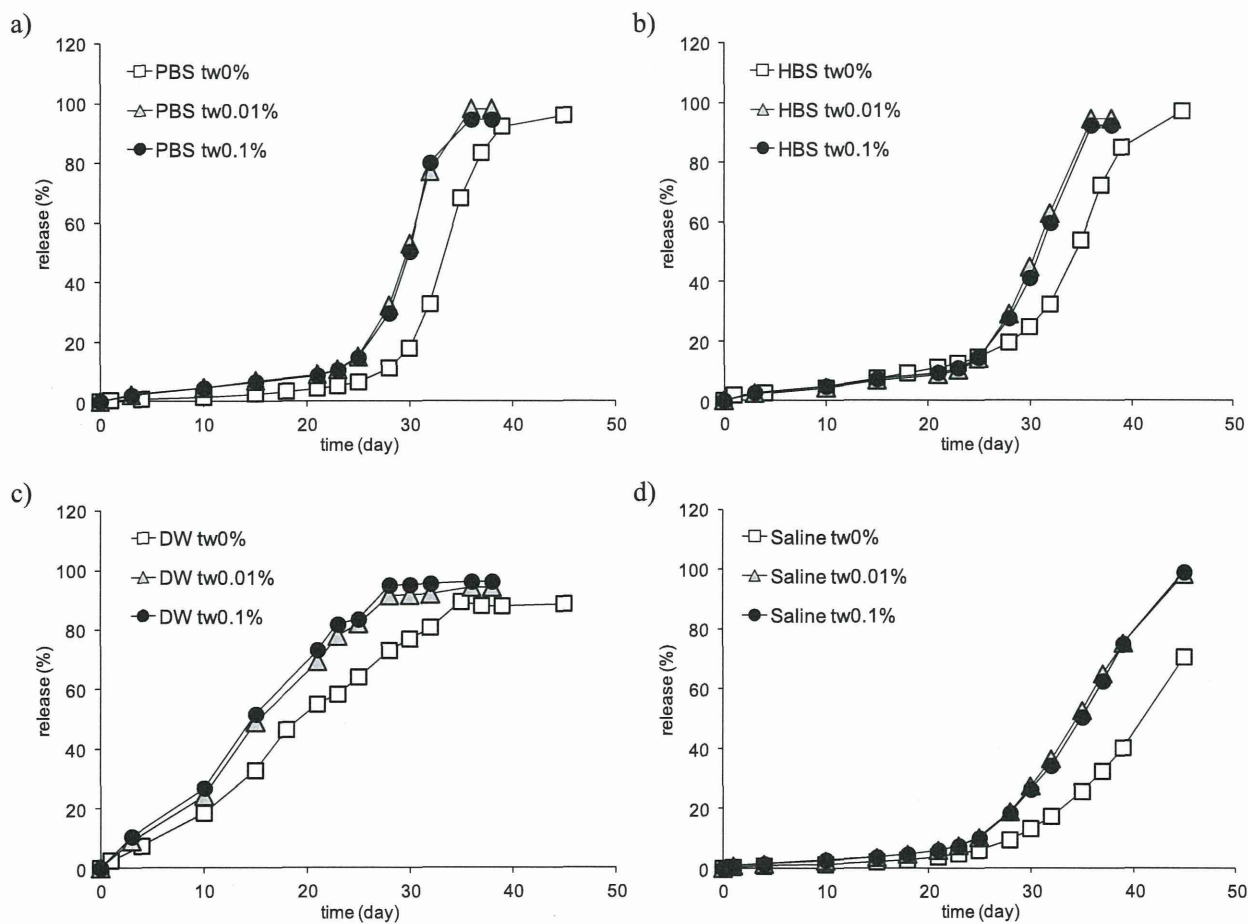 a)
120
100
80
60
40
20
0
release (%)
PBS tw0%
PBS tw0.01%
PBS tw0.1%
0 10 20 30 40 50
time (day)
b)
120
100
80
60
40
20
0
release (%)
HBS tw0%
HBS tw0.01%
HBS tw0.1%
0 10 20 30 40 50
time (day)
c)
120
100
80
60
40
20
0
release (%)
DW tw0%
DW tw0.01%
DW tw0.1%
0 10 20 30 40 50
time (day)
d)
120
100
80
60
40
20
0
release (%)
Saline tw0%
Saline tw0.01%
Saline tw0.1%
0 10 20 30 40 50
time (day)